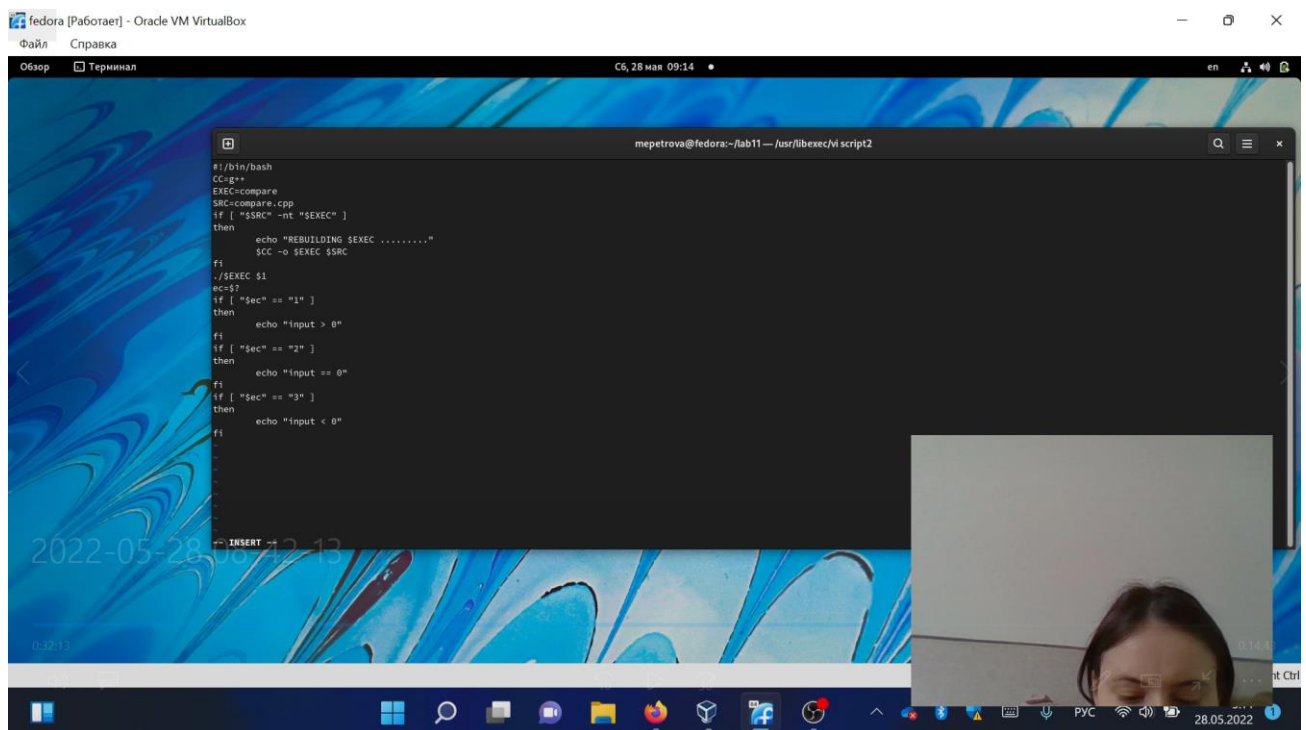 fedora [Работает] - Oracle VM VirtualBox
Файл Справка
Обзор Терминал Сб, 28 мая 09:14 en
mepetrova@fedora:~/lab11 — /usr/libexec/vi script2
#!/bin/bash
CC=g++
EXEC=compare
SRC=compare.cpp
if [ "$SRC" -nt "$EXEC" ]
then
echo "REBUILDING $EXEC ........."
$CC -o $EXEC $SRC
fi
./$EXEC $1
ec=$?
if [ "$ec" == "1" ]
then
echo "input > 0"
fi
if [ "$ec" == "2" ]
then
echo "input == 0"
fi
if [ "$ec" == "3" ]
then
echo "input < 0"
fi
~
~
~
~
~
~
~
-- INSERT --
2022-05-28 08-42-13
0:32:13 0:14:4
nt Ctrl
РУС
28.05.2022 1